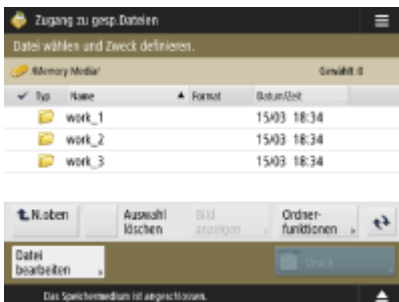 Zugang zu gesp.Dateien
Datei wählen und Zweck definieren.
/Memory Media/ Gewählt:0
Typ Name Format Datum/Zeit
work_1 15/03 18:34
work_2 15/03 18:34
work_3 15/03 18:34
N.oben Auswahl löschen Bild anzeigen Ordner-funktionen
Datei bearbeiten Druck
Das Speichermedium ist angeschlossen.